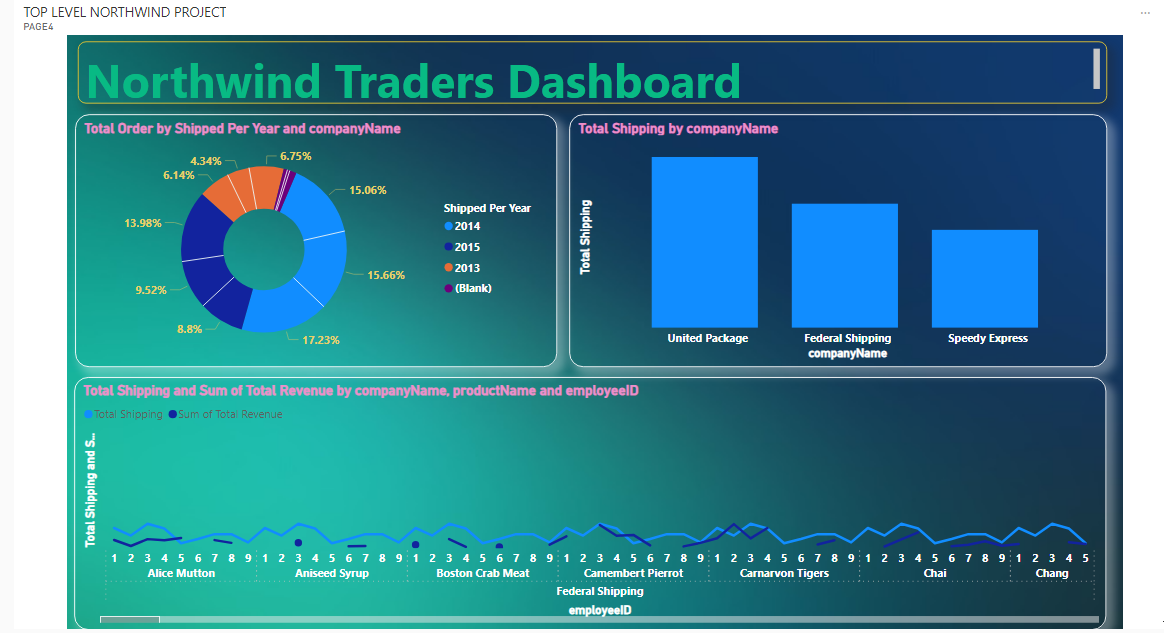 TOP LEVEL NORTHWIND PROJECT
PAGE4
...
Northwind Traders Dashboard
Total Order by Shipped Per Year and companyName
4.34%
6.75%
6.14%
15.06%
13.98%
15.66%
9.52%
8.8%
17.23%
Shipped Per Year
2014
2015
2013
(Blank)
Total Shipping by companyName
Total Shipping
United Package Federal Shipping Speedy Express
companyName
Total Shipping and Sum of Total Revenue by companyName, productName and employeeID
Total Shipping Sum of Total Revenue
Total Shipping and S...
1 2 3 4 5 6 7 8 9 1 2 3 4 5 6 7 8 9 1 2 3 4 5 6 7 8 9 1 2 3 4 5 6 7 8 9 1 2 3 4 5 6 7 8 9 1 2 3 4 5 6 7 8 9 1 2 3 4 5
Alice Mutton Aniseed Syrup Boston Crab Meat Camembert Pierrot Carnarvon Tigers Chai Chang
Federal Shipping
employeeID